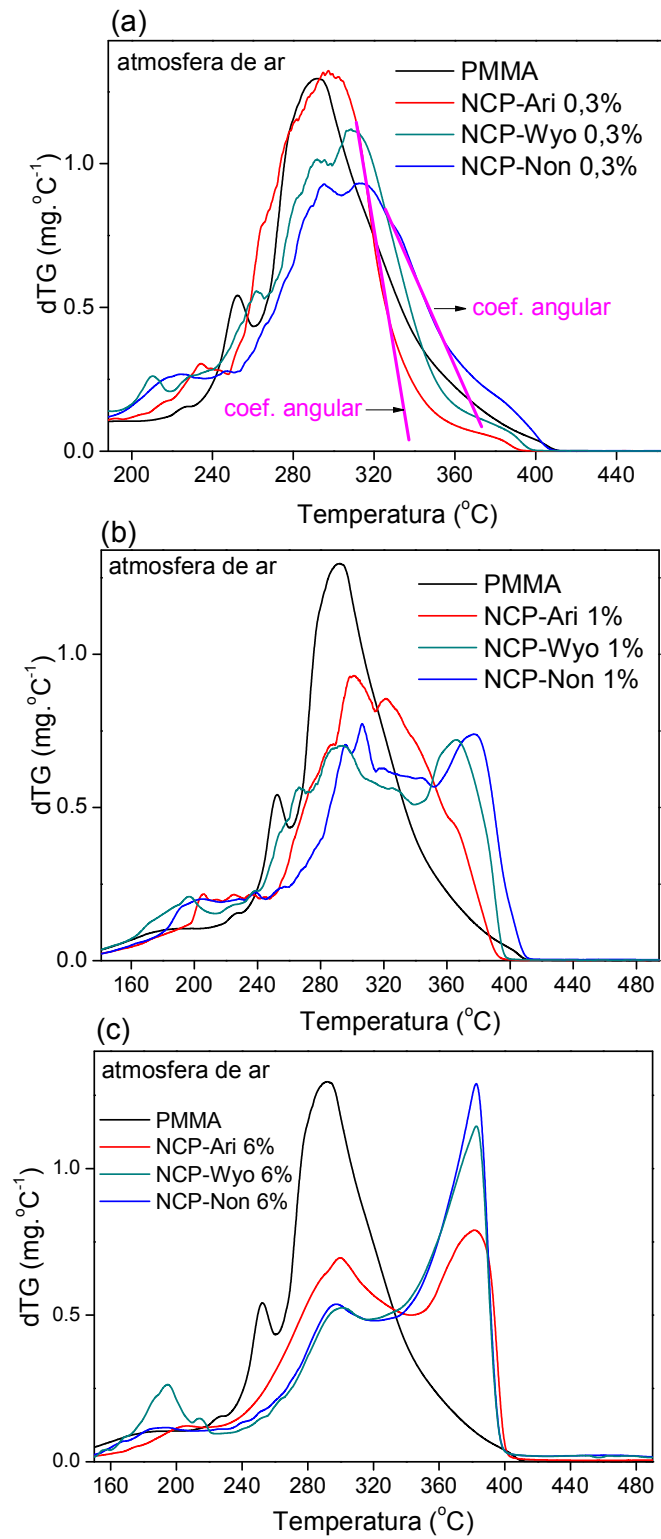 (a)
atmosfera de ar
PMMA
NCP-Ari 0,3%
NCP-Wyo 0,3%
NCP-Non 0,3%
coef. angular
coef. angular
dTG (mg.°C⁻¹)
1.0
0.5
0.0
200 240 280 320 360 400 440
Temperatura (°C)
(b)
atmosfera de ar
PMMA
NCP-Ari 1%
NCP-Wyo 1%
NCP-Non 1%
dTG (mg.°C⁻¹)
1.0
0.5
0.0
160 200 240 280 320 360 400 440 480
Temperatura (°C)
(c)
atmosfera de ar
PMMA
NCP-Ari 6%
NCP-Wyo 6%
NCP-Non 6%
dTG (mg.°C⁻¹)
1.0
0.5
0.0
160 200 240 280 320 360 400 440 480
Temperatura (°C)